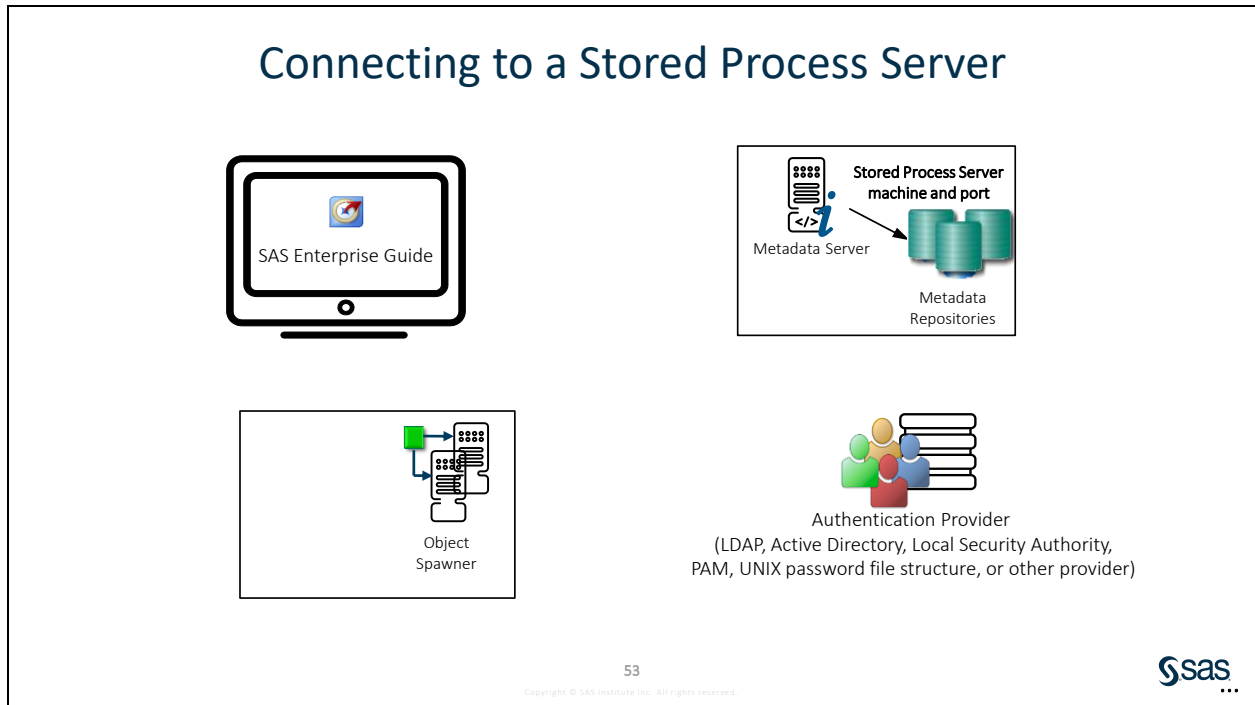 Connecting to a Stored Process Server
SAS Enterprise Guide
Stored Process Server
machine and port
</>
i
Metadata Server
Metadata
Repositories
Object
Spawner
Authentication Provider
(LDAP, Active Directory, Local Security Authority,
PAM, UNIX password file structure, or other provider)
53
Copyright © SAS Institute Inc. All rights reserved.
sas
...